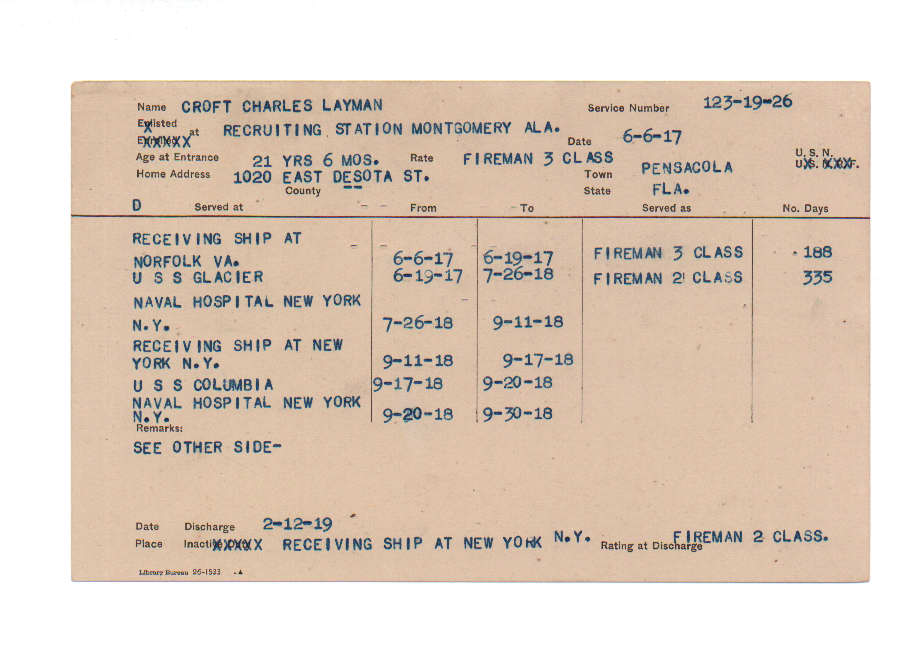 Name CROFT CHARLES LAYMAN Service Number 123-19-26
Enlisted at RECRUITING STATION MONTGOMERY ALA. Date 6-6-17
Age at Entrance 21 YRS 6 MOS. Rate FIREMAN 3 CLASS U.S.N.
Home Address 1020 EAST DESOTA ST. Town PENSACOLA
County -- State FLA.
D Served at From To Served as No. Days
RECEIVING SHIP AT
NORFOLK VA. 6-6-17 6-19-17 FIREMAN 3 CLASS 188
U S S GLACIER 6-19-17 7-26-18 FIREMAN 2 CLASS 335
NAVAL HOSPITAL NEW YORK
N.Y. 7-26-18 9-11-18
RECEIVING SHIP AT NEW
YORK N.Y. 9-11-18 9-17-18
U S S COLUMBIA 9-17-18 9-20-18
NAVAL HOSPITAL NEW YORK
N.Y. 9-20-18 9-30-18
Remarks:
SEE OTHER SIDE-
Date Discharge 2-12-19
Place RECEIVING SHIP AT NEW YORK N.Y. Rating at Discharge FIREMAN 2 CLASS.
Library Bureau 96-1533